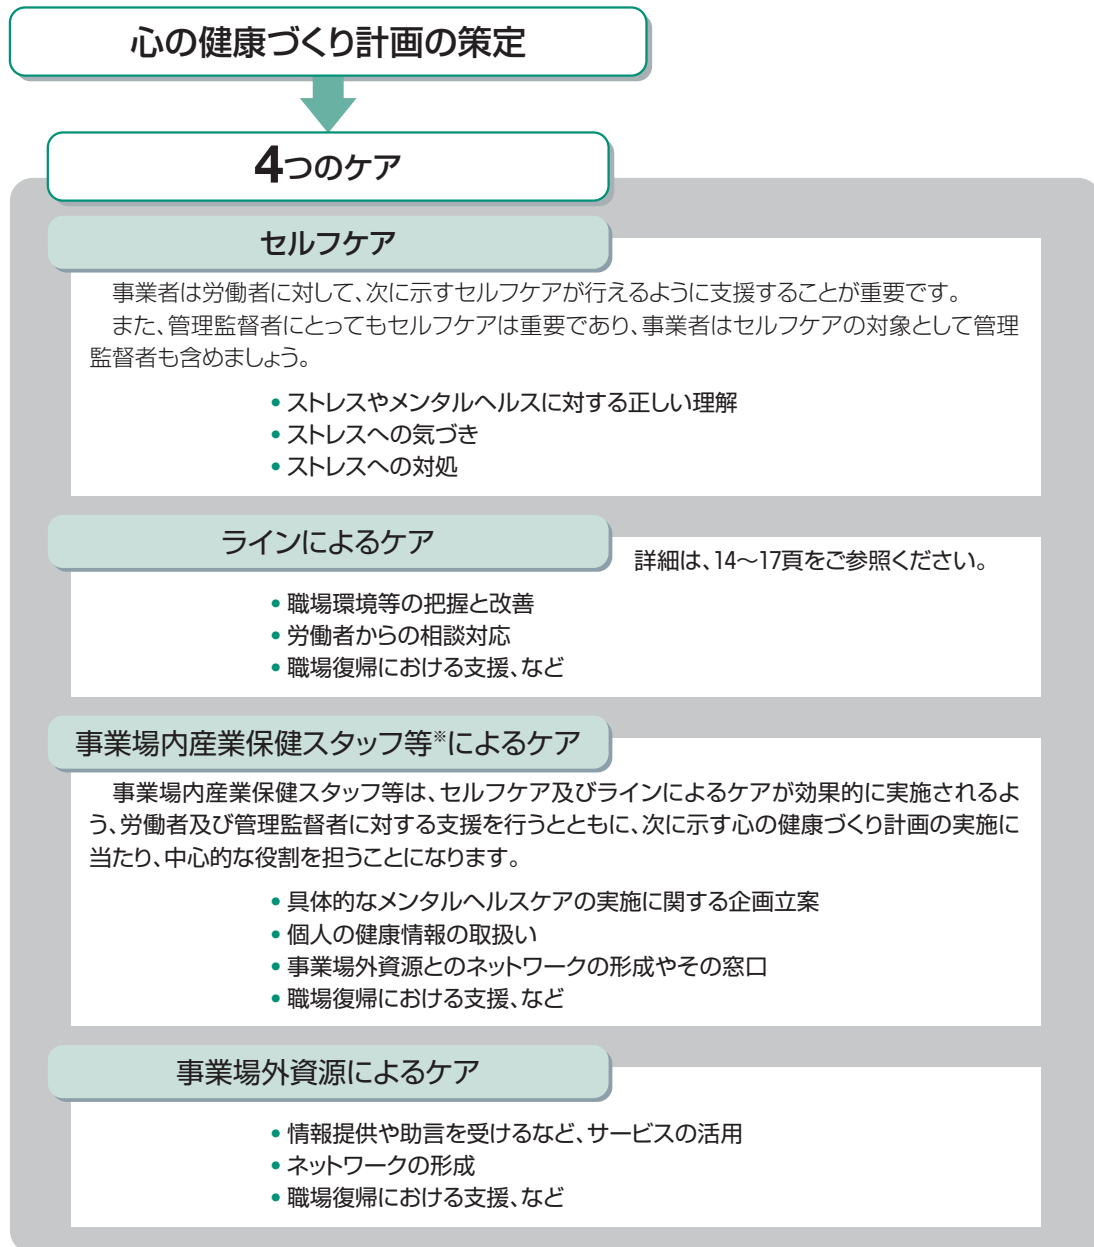 心の健康づくり計画の策定
4つのケア
セルフケア
　事業者は労働者に対して、次に示すセルフケアが行えるように支援することが重要です。
　また、管理監督者にとってもセルフケアは重要であり、事業者はセルフケアの対象として管理
監督者も含めましょう。
• ストレスやメンタルヘルスに対する正しい理解
• ストレスへの気づき
• ストレスへの対処
ラインによるケア
詳細は、14〜17頁をご参照ください。
• 職場環境等の把握と改善
• 労働者からの相談対応
• 職場復帰における支援、など
事業場内産業保健スタッフ等※によるケア
　事業場内産業保健スタッフ等は、セルフケア及びラインによるケアが効果的に実施されるよ
う、労働者及び管理監督者に対する支援を行うとともに、次に示す心の健康づくり計画の実施に
当たり、中心的な役割を担うことになります。
• 具体的なメンタルヘルスケアの実施に関する企画立案
• 個人の健康情報の取扱い
• 事業場外資源とのネットワークの形成やその窓口
• 職場復帰における支援、など
事業場外資源によるケア
• 情報提供や助言を受けるなど、サービスの活用
• ネットワークの形成
• 職場復帰における支援、など